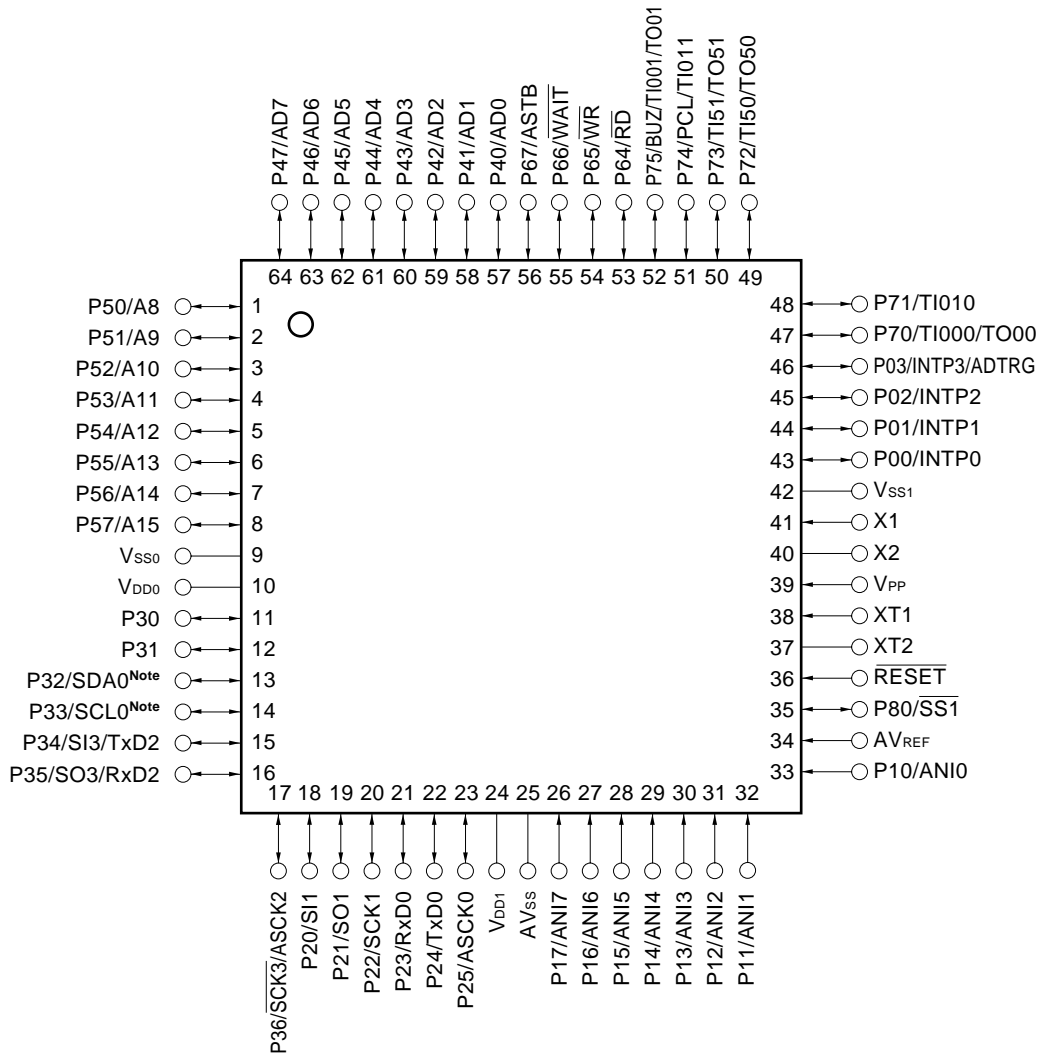 P47/AD7
P46/AD6
P45/AD5
P44/AD4
P43/AD3
P42/AD2
P41/AD1
P40/AD0
P67/ASTB
P66/WAIT
P65/WR
P64/RD
P75/BUZ/TI001/TO01
P74/PCL/TI011
P73/TI51/TO51
P72/TI50/TO50
64 63 62 61 60 59 58 57 56 55 54 53 52 51 50 49
P50/A8 1
P51/A9 2
P52/A10 3
P53/A11 4
P54/A12 5
P55/A13 6
P56/A14 7
P57/A15 8
VSS0 9
VDD0 10
P30 11
P31 12
P32/SDA0Note 13
P33/SCL0Note 14
P34/SI3/TxD2 15
P35/SO3/RxD2 16
48 P71/TI010
47 P70/TI000/TO00
46 P03/INTP3/ADTRG
45 P02/INTP2
44 P01/INTP1
43 P00/INTP0
42 VSS1
41 X1
40 X2
39 VPP
38 XT1
37 XT2
36 RESET
35 P80/SS1
34 AVREF
33 P10/ANI0
17 18 19 20 21 22 23 24 25 26 27 28 29 30 31 32
P36/SCK3/ASCK2
P20/SI1
P21/SO1
P22/SCK1
P23/RxD0
P24/TxD0
P25/ASCK0
VDD1
AVSS
P17/ANI7
P16/ANI6
P15/ANI5
P14/ANI4
P13/ANI3
P12/ANI2
P11/ANI1